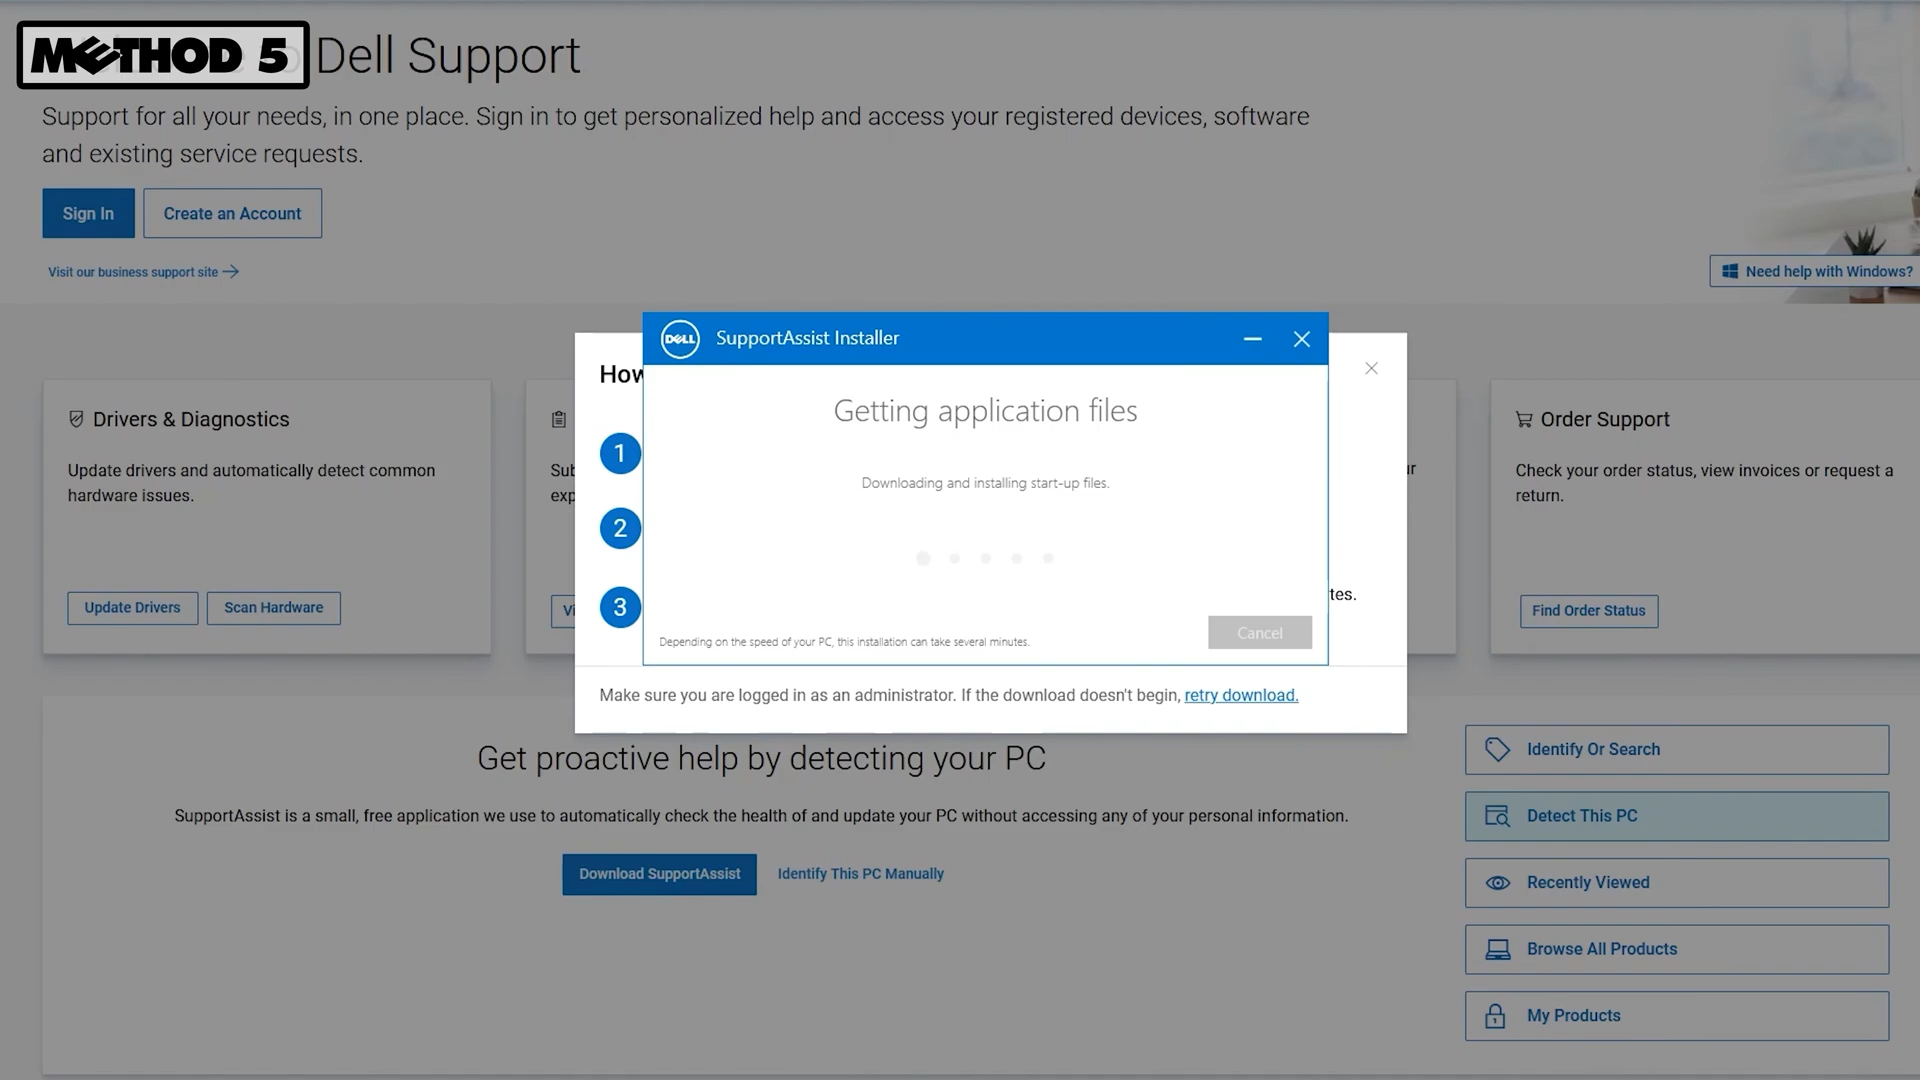 METHOD 5
Dell Support
Support for all your needs, in one place. Sign in to get personalized help and access your registered devices, software
and existing service requests.
Sign In
Create an Account
Visit our business support site
Need help with Windows?
DELL
SupportAssist Installer
How
Getting application files
Downloading and installing start-up files.
1
2
3
tes.
Cancel
Depending on the speed of your PC, this installation can take several minutes.
Make sure you are logged in as an administrator. If the download doesn't begin, retry download.
Drivers & Diagnostics
Update drivers and automatically detect common
hardware issues.
Update Drivers
Scan Hardware
Sub
exp
Vi
Order Support
Check your order status, view invoices or request a
return.
Find Order Status
Get proactive help by detecting your PC
SupportAssist is a small, free application we use to automatically check the health of and update your PC without accessing any of your personal information.
Download SupportAssist
Identify This PC Manually
Identify Or Search
Detect This PC
Recently Viewed
Browse All Products
My Products